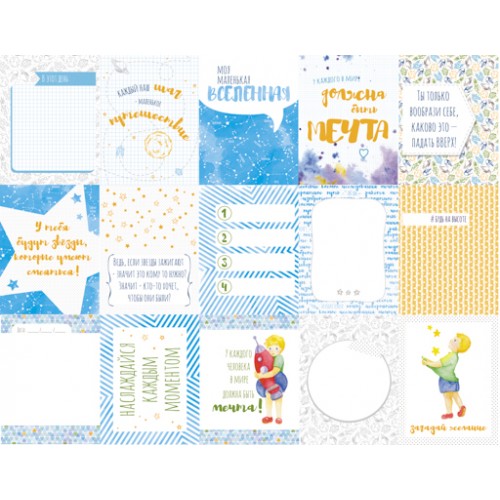 В ЭТОТ ДЕНЬ
КАЖДЫЙ НАШ ШАГ
— МАЛЕНЬКОЕ
ПУТЕШЕСТВИЕ
МОЯ
МАЛЕНЬКАЯ
ВСЕЛЕННАЯ
У КАЖДОГО В МИРЕ
ДОЛЖНА
БЫТЬ
МЕЧТА
ТЫ ТОЛЬКО
ВООБРАЗИ СЕБЕ,
КАКОВО ЭТО —
ПАДАТЬ ВВЕРХ!
У тебя
будут звёзды,
которые умеют
смеяться!
ВЕДЬ, ЕСЛИ ЗВЕЗДЫ ЗАЖИГАЮТ -
ЗНАЧИТ ЭТО КОМУ-ТО НУЖНО?
ЗНАЧИТ - КТО-ТО ХОЧЕТ,
ЧТОБЫ ОНИ БЫЛИ?
1
2
3
4
# БУДЬ НА ВЫСОТЕ
НАСЛАЖДАЙСЯ
КАЖДЫМ
МОМЕНТОМ
У КАЖДОГО
ЧЕЛОВЕКА
В МИРЕ
ДОЛЖНА БЫТЬ
мечта!
загадай желание